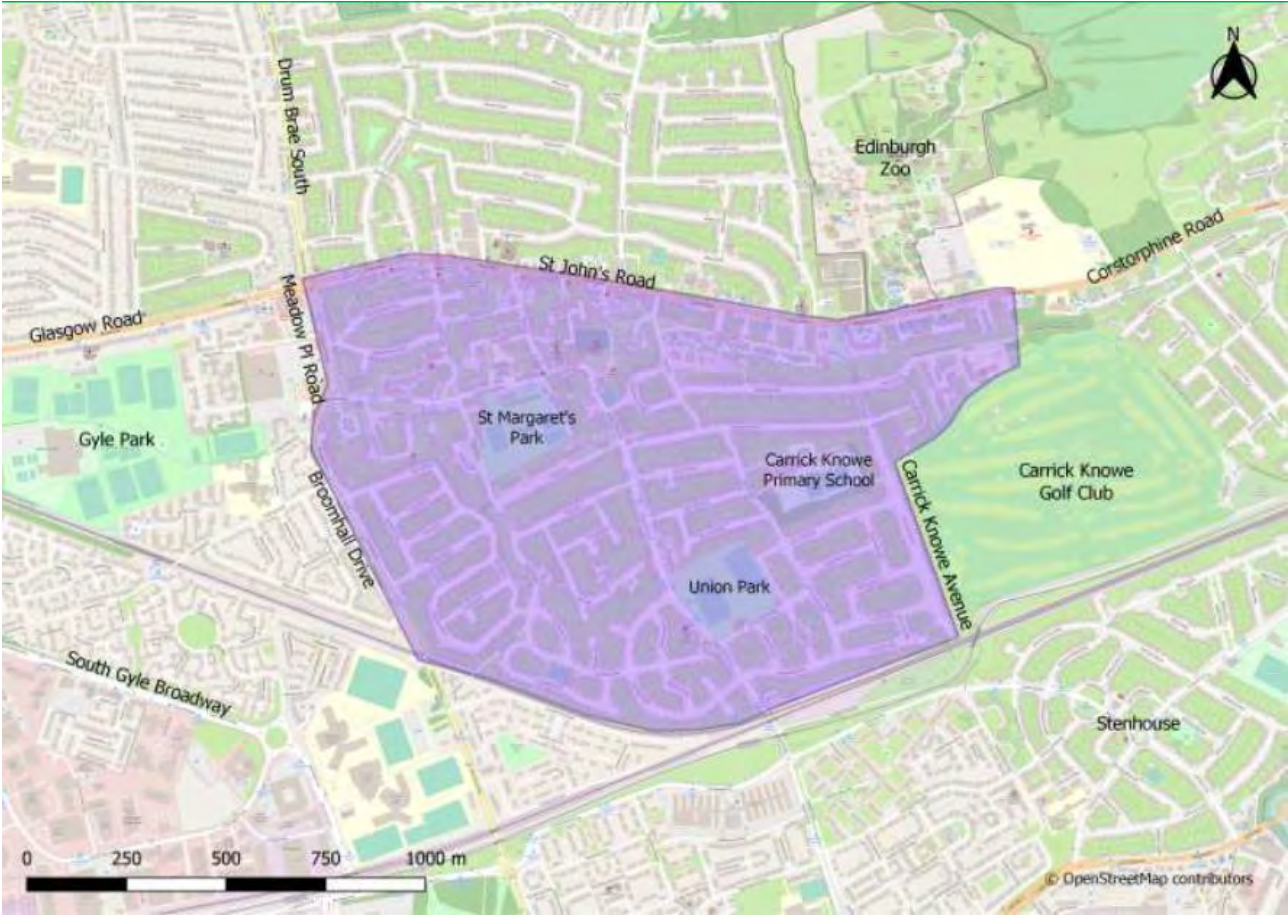 N
Drum Brae South
Edinburgh
Zoo
Corstorphine Road
St John's Road
Glasgow Road
Meadow Pl Road
St Margaret's
Park
Gyle Park
Carrick Knowe
Primary School
Carrick Knowe
Golf Club
Broomhall Drive
Carrick Knowe Avenue
Union Park
South Gyle Broadway
Stenhouse
0 250 500 750 1000 m
© OpenStreetMap contributors